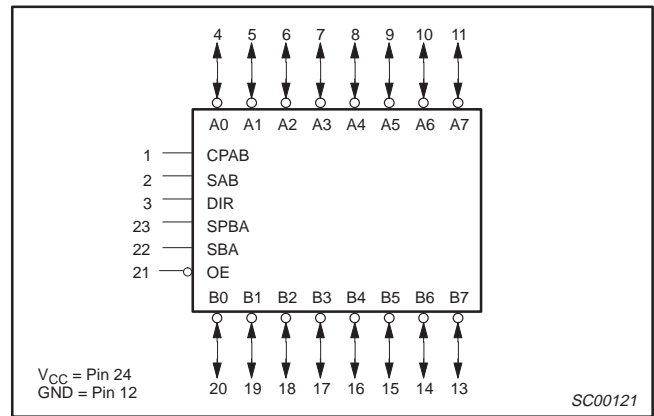 4 5 6 7 8 9 10 11
A0 A1 A2 A3 A4 A5 A6 A7
1 CPAB
2 SAB
3 DIR
23 SPBA
22 SBA
21 OE
B0 B1 B2 B3 B4 B5 B6 B7
20 19 18 17 16 15 14 13
VCC = Pin 24
GND = Pin 12
SC00121